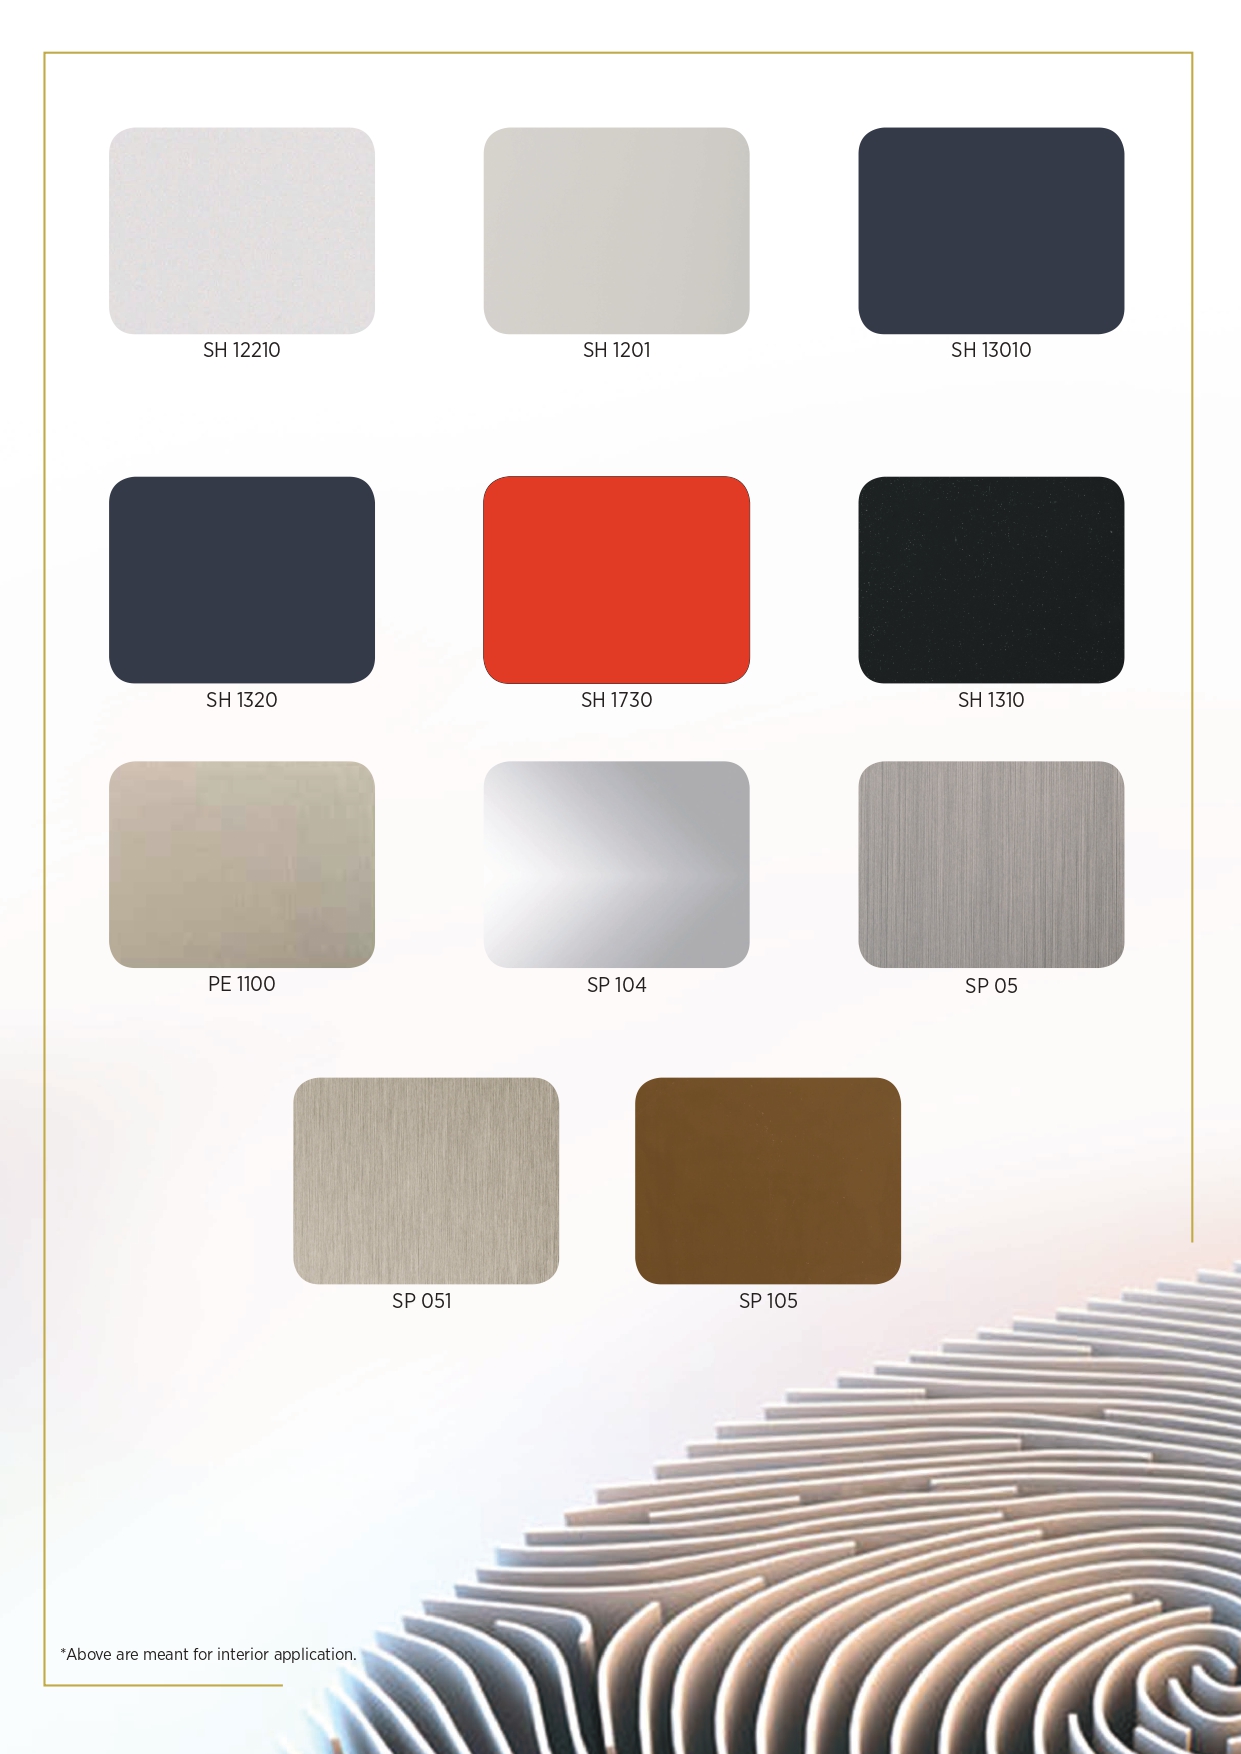 SH 12210
SH 1201
SH 13010
SH 1320
SH 1730
SH 1310
PE 1100
SP 104
SP 05
SP 051
SP 105
*Above are meant for interior application.